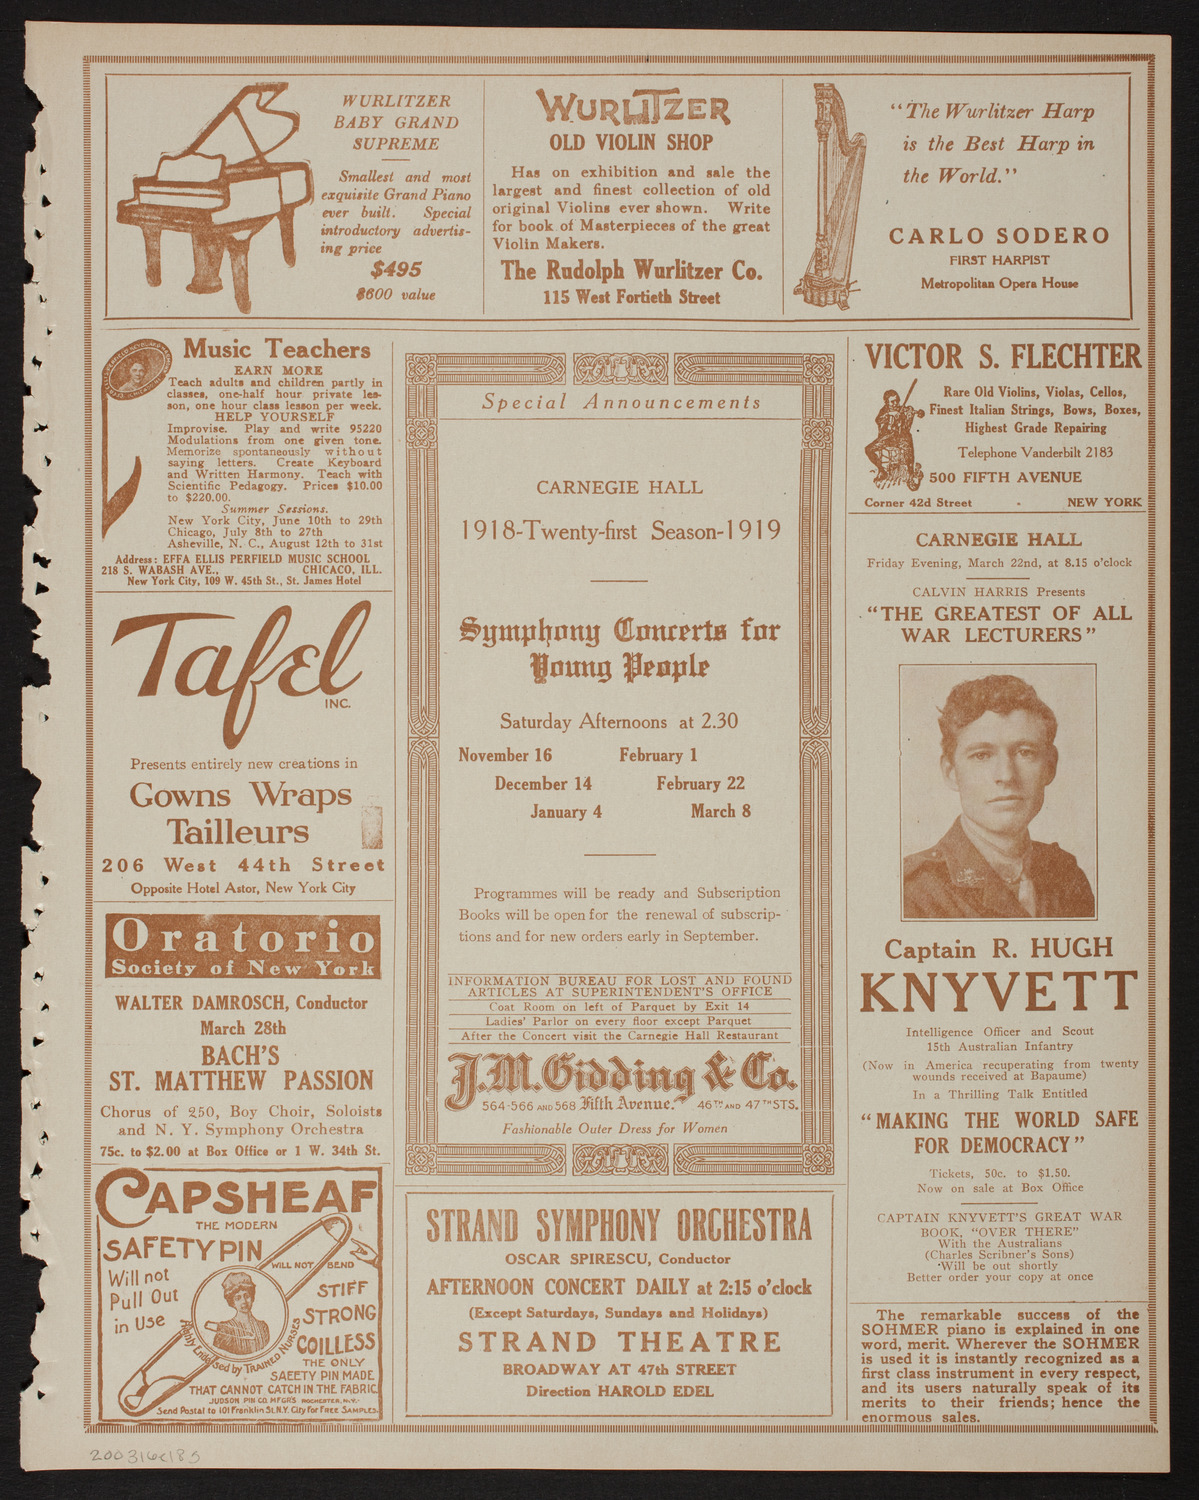 WURLITZER
BABY GRAND
SUPREME
Smallest and most
exquisite Grand Piano
ever built. Special
introductory advertis-
ing price
$495
$600 value
WURLITZER
OLD VIOLIN SHOP
Has on exhibition and sale the
largest and finest collection of old
original Violins ever shown. Write
for book of Masterpieces of the great
Violin Makers.
The Rudolph Wurlitzer Co.
115 West Fortieth Street
"The Wurlitzer Harp
is the Best Harp in
the World."
CARLO SODERO
FIRST HARPIST
Metropolitan Opera House
Music Teachers
EARN MORE
Teach adults and children partly in
classes, one-half hour private les-
son, one hour class lesson per week.
HELP YOURSELF
Improvise. Play and write 95220
Modulations from one given tone.
Memorize spontaneously without
saying letters. Create Keyboard
and Written Harmony. Teach with
Scientific Pedagogy. Prices $10.00
to $220.00.
Summer Sessions.
New York City, June 10th to 29th
Chicago, July 8th to 27th
Asheville, N. C., August 12th to 31st
Address: EFFA ELLIS PERFIELD MUSIC SCHOOL
218 S. WABASH AVE., CHICACO, ILL.
New York City, 109 W. 45th St., St. James Hotel
Tafel
INC.
Presents entirely new creations in
Gowns Wraps
Tailleurs
206 West 44th Street
Opposite Hotel Astor, New York City
Oratorio
Society of New York
WALTER DAMROSCH, Conductor
March 28th
BACH'S
ST. MATTHEW PASSION
Chorus of 250, Boy Choir, Soloists
and N. Y. Symphony Orchestra
75c. to $2.00 at Box Office or 1 W. 34th St.
CAPSHEAF
THE MODERN
SAFETY PIN
WILL NOT BEND
Will not
Pull Out
in Use
STIFF
STRONG
COILLESS
Highly Endorsed by TRAINED NURSES
THE ONLY
SAFETY PIN MADE
THAT CANNOT CATCH IN THE FABRIC.
JUDSON PIN CO. MFGRS ROCHESTER, N.Y.
Send Postal to 101 Franklin St. N.Y. City for FREE SAMPLES.
Special Announcements
CARNEGIE HALL
1918-Twenty-first Season-1919
Symphony Concerts for
Young People
Saturday Afternoons at 2.30
November 16 February 1
December 14 February 22
January 4 March 8
Programmes will be ready and Subscription
Books will be open for the renewal of subscrip-
tions and for new orders early in September.
INFORMATION BUREAU FOR LOST AND FOUND
ARTICLES AT SUPERINTENDENT'S OFFICE
Coat Room on left of Parquet by Exit 14
Ladies' Parlor on every floor except Parquet
After the Concert visit the Carnegie Hall Restaurant
J.M. Gidding & Co.
564-566 AND 568 Fifth Avenue. 46TH AND 47TH STS.
Fashionable Outer Dress for Women
STRAND SYMPHONY ORCHESTRA
OSCAR SPIRESCU, Conductor
AFTERNOON CONCERT DAILY at 2:15 o'clock
(Except Saturdays, Sundays and Holidays)
STRAND THEATRE
BROADWAY AT 47th STREET
Direction HAROLD EDEL
VICTOR S. FLECHTER
Rare Old Violins, Violas, Cellos,
Finest Italian Strings, Bows, Boxes,
Highest Grade Repairing
Telephone Vanderbilt 2183
500 FIFTH AVENUE
Corner 42d Street - NEW YORK
CARNEGIE HALL
Friday Evening, March 22nd, at 8.15 o'clock
CALVIN HARRIS Presents
"THE GREATEST OF ALL
WAR LECTURERS"
Captain R. HUGH
KNYVETT
Intelligence Officer and Scout
15th Australian Infantry
(Now in America recuperating from twenty
wounds received at Bapaume)
In a Thrilling Talk Entitled
"MAKING THE WORLD SAFE
FOR DEMOCRACY"
Tickets, 50c. to $1.50.
Now on sale at Box Office
CAPTAIN KNYVETT'S GREAT WAR
BOOK, "OVER THERE"
With the Australians
(Charles Scribner's Sons)
'Will be out shortly
Better order your copy at once
The remarkable success of the
SOHMER piano is explained in one
word, merit. Wherever the SOHMER
is used it is instantly recognized as a
first class instrument in every respect,
and its users naturally speak of its
merits to their friends; hence the
enormous sales.